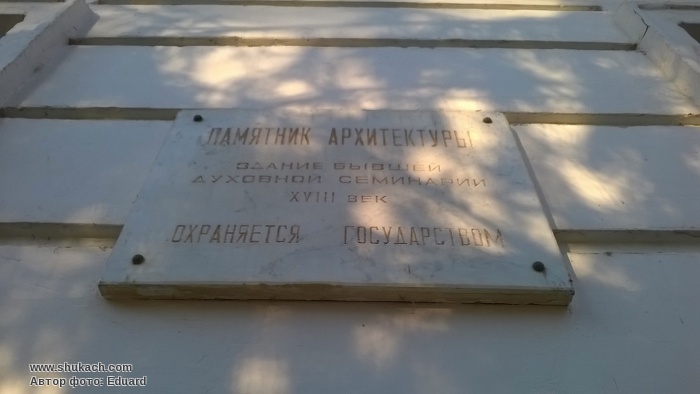 ПАМЯТНИК АРХИТЕКТУРЫ
ЗДАНИЕ БЫВШЕЙ
ДУХОВНОЙ СЕМИНАРИИ
XVIII ВЕК
ОХРАНЯЕТСЯ ГОСУДАРСТВОМ
www.shukach.com
Автор фото: Eduard